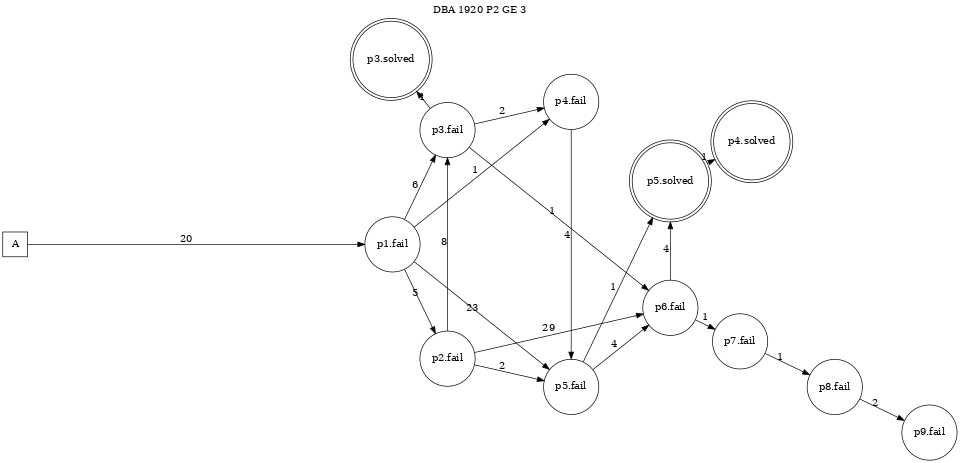 DBA 1920 P2 GE 3
p3.solved
p4.fail
2
p3.fail
p4.solved
1
p5.solved
1
6
1
4
20
8
A
p1.fail
4
5
23
1
p6.fail
1
29
4
p7.fail
1
p2.fail
2
p5.fail
p8.fail
2
p9.fail